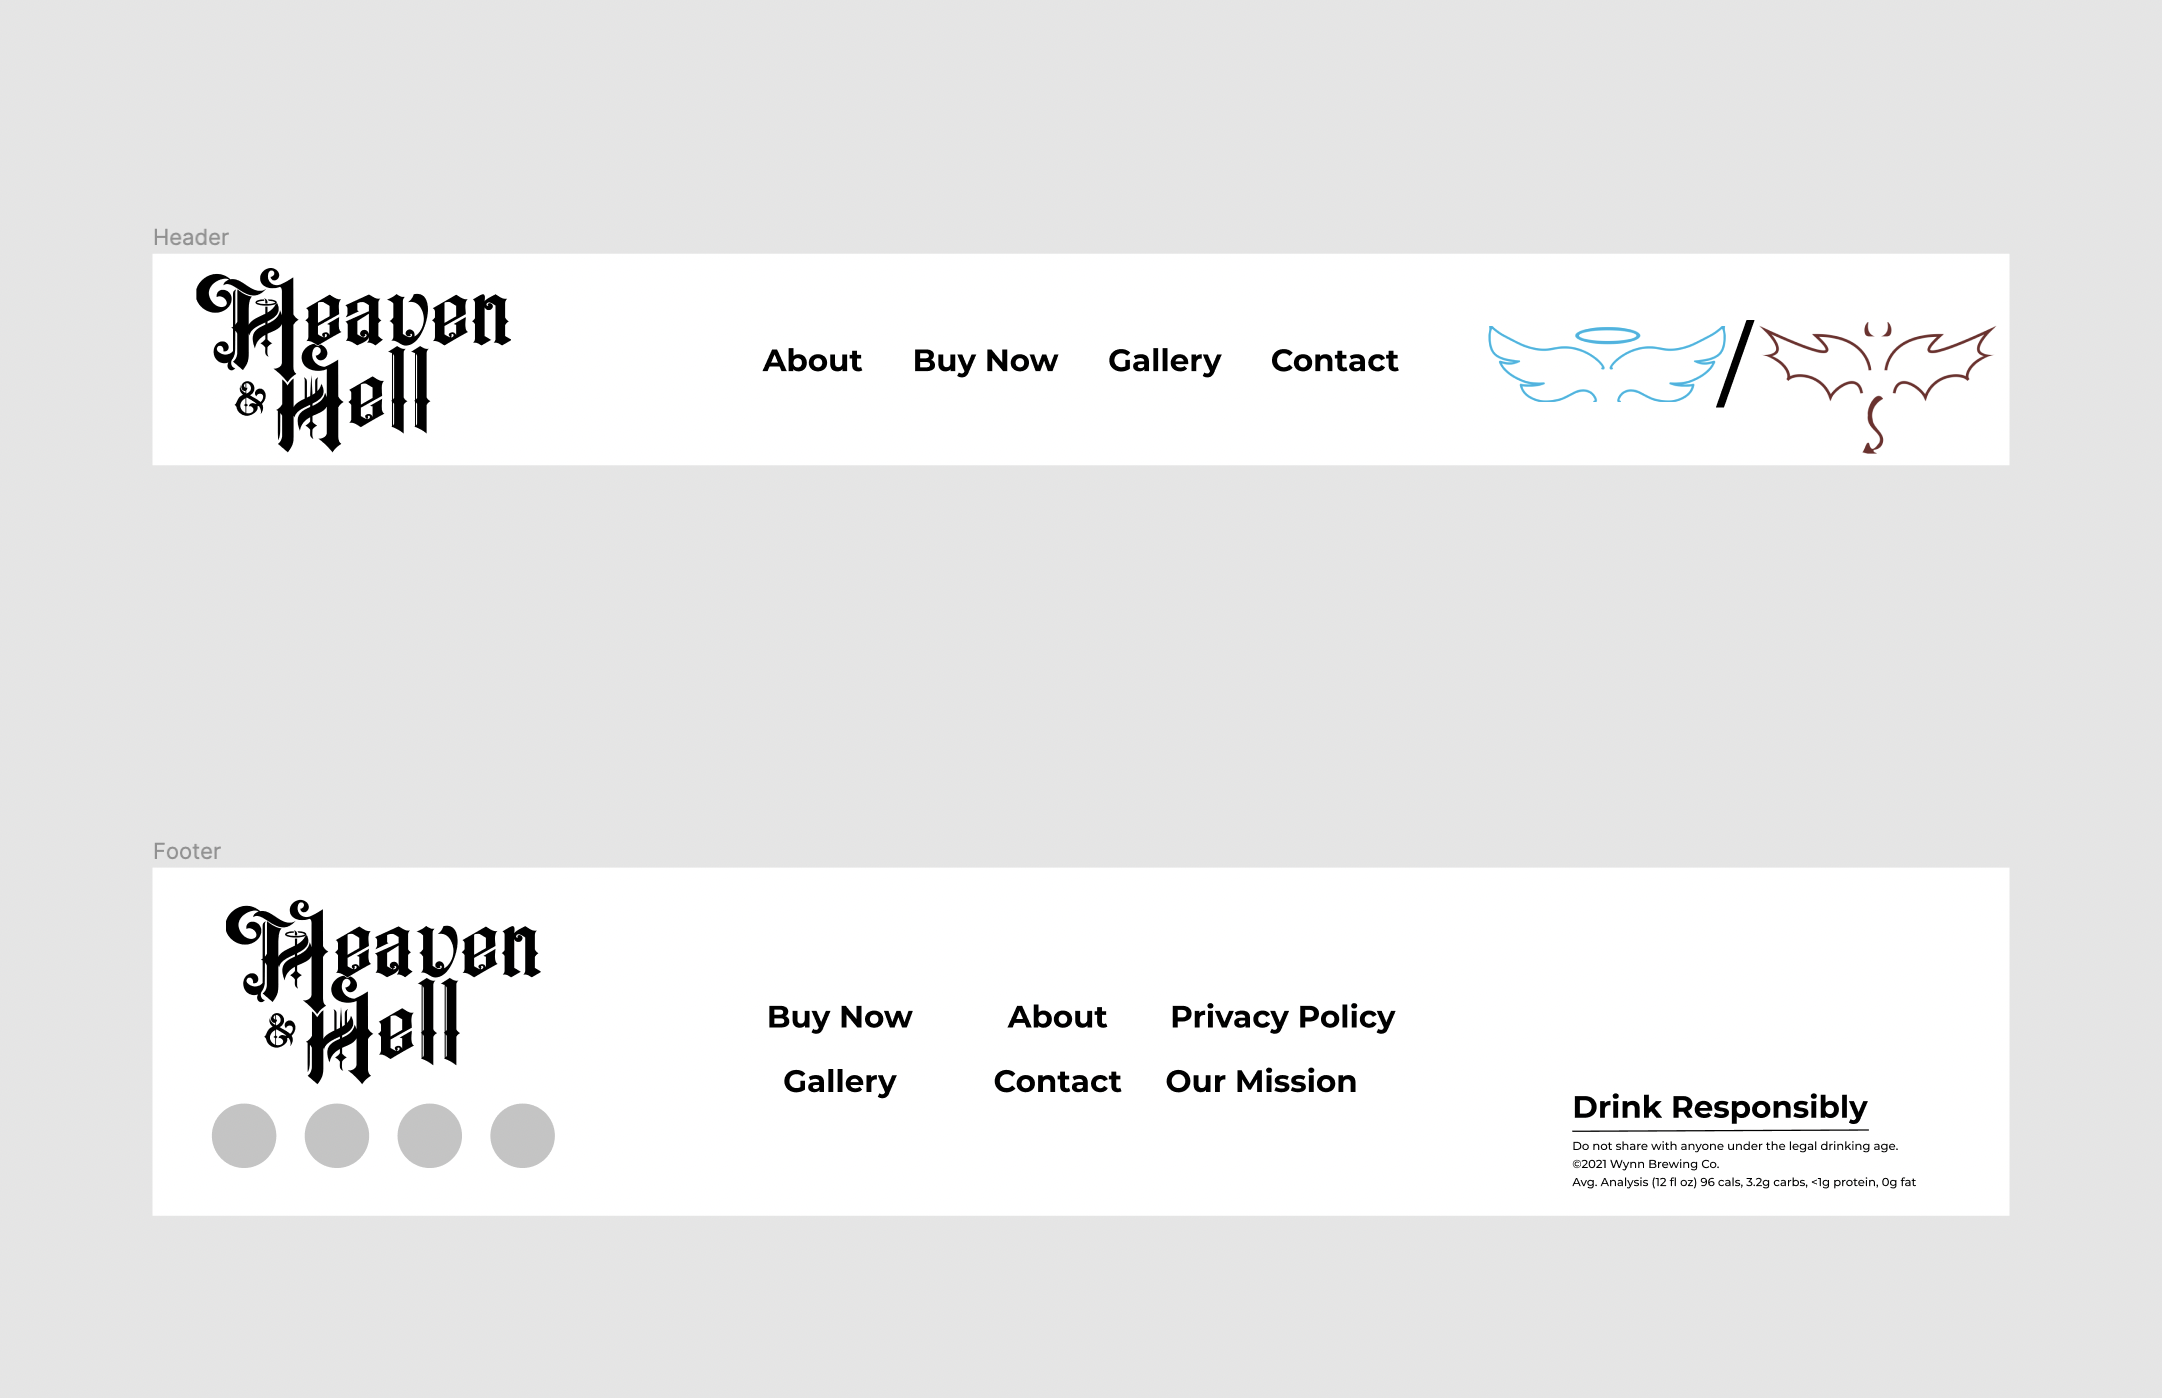 Header
Heaven
& Hell
About Buy Now Gallery Contact
/
Footer
Heaven
& Hell
Buy Now About Privacy Policy
Gallery Contact Our Mission
Drink Responsibly
Do not share with anyone under the legal drinking age.
©2021 Wynn Brewing Co.
Avg. Analysis (12 fl oz) 96 cals, 3.2g carbs, <1g protein, 0g fat